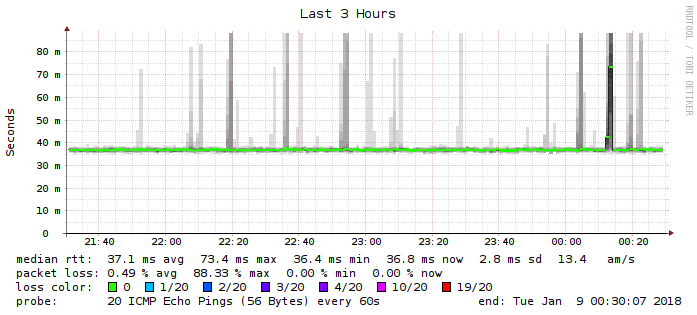 Last 3 Hours
RRDTOOL / TOBI OETIKER
Seconds
80 m
70 m
60 m
50 m
40 m
30 m
20 m
10 m
0
21:40 22:00 22:20 22:40 23:00 23:20 23:40 00:00 00:20
median rtt: 37.1 ms avg 73.4 ms max 36.4 ms min 36.8 ms now 2.8 ms sd 13.4 am/s
packet loss: 0.49 % avg 88.33 % max 0.00 % min 0.00 % now
loss color: 0 1/20 2/20 3/20 4/20 10/20 19/20
probe: 20 ICMP Echo Pings (56 Bytes) every 60s end: Tue Jan 9 00:30:07 2018